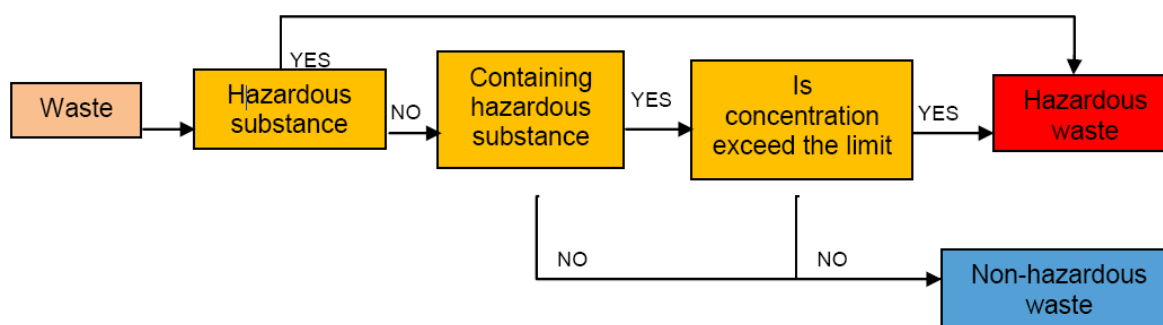 Waste
Hazardous
substance
YES
NO
Containing
hazardous
substance
YES
Is
concentration
exceed the limit
YES
Hazardous
waste
NO
NO
Non-hazardous
waste